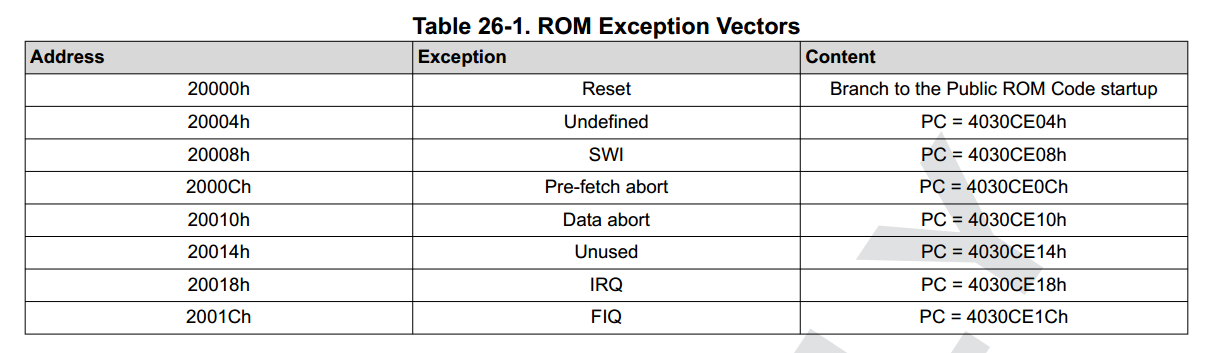 Table 26-1. ROM Exception Vectors
Address Exception Content
20000h Reset Branch to the Public ROM Code startup
20004h Undefined PC = 4030CE04h
20008h SWI PC = 4030CE08h
2000Ch Pre-fetch abort PC = 4030CE0Ch
20010h Data abort PC = 4030CE10h
20014h Unused PC = 4030CE14h
20018h IRQ PC = 4030CE18h
2001Ch FIQ PC = 4030CE1Ch